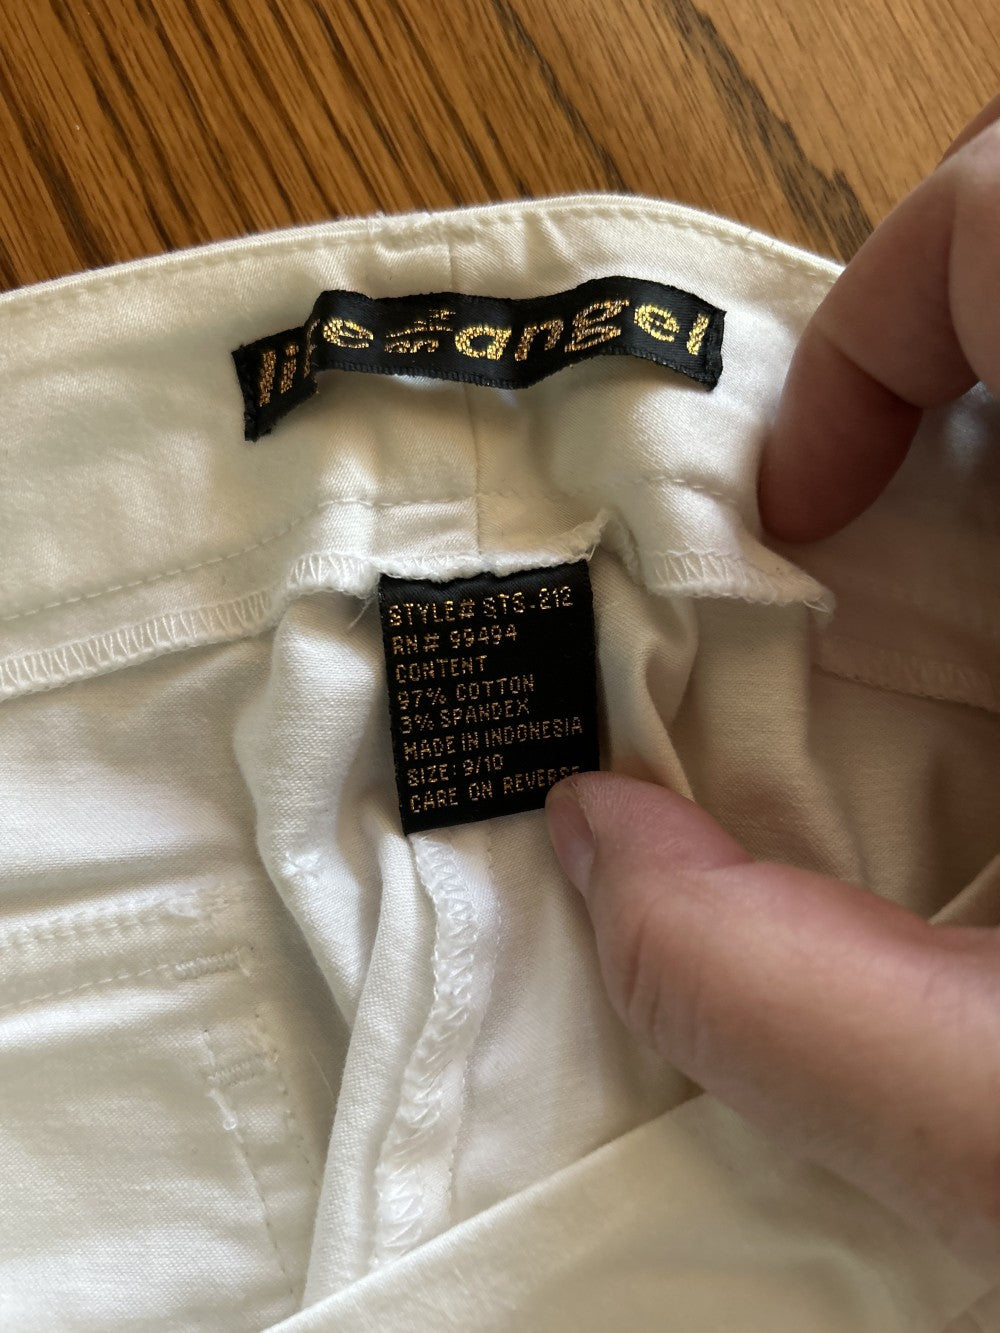 life angel
STYLE# STS-212
RN# 99494
CONTENT
97% COTTON
3% SPANDEX
MADE IN INDONESIA
SIZE: 9/10
CARE ON REVERSE